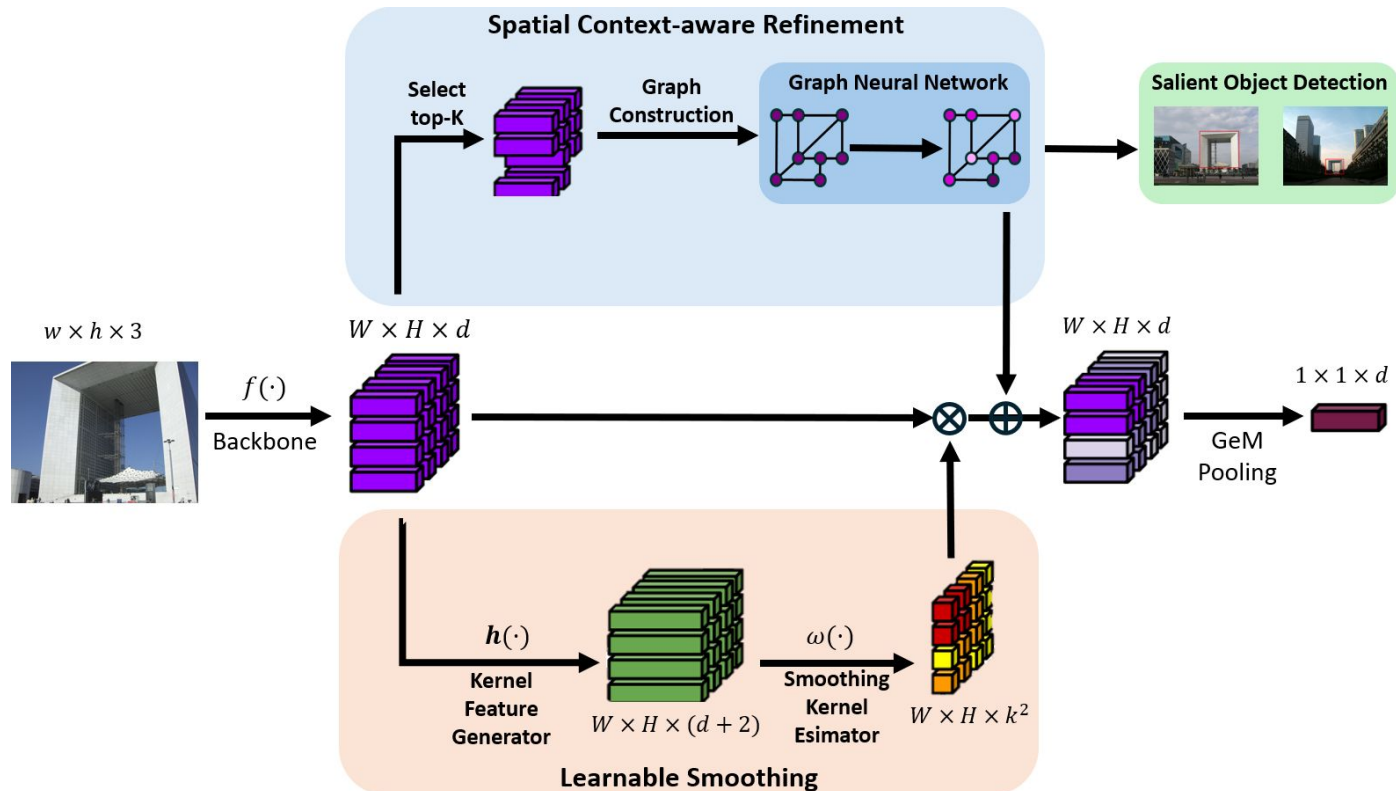 Spatial Context-aware Refinement
Select
top-K
Graph
Construction
Graph Neural Network
Salient Object Detection
w × h × 3
f(·)
Backbone
W × H × d
W × H × d
GeM
Pooling
1 × 1 × d
h(·)
Kernel
Feature
Generator
W × H × (d + 2)
ω(·)
Smoothing
Kernel
Esimator
W × H × k²
Learnable Smoothing